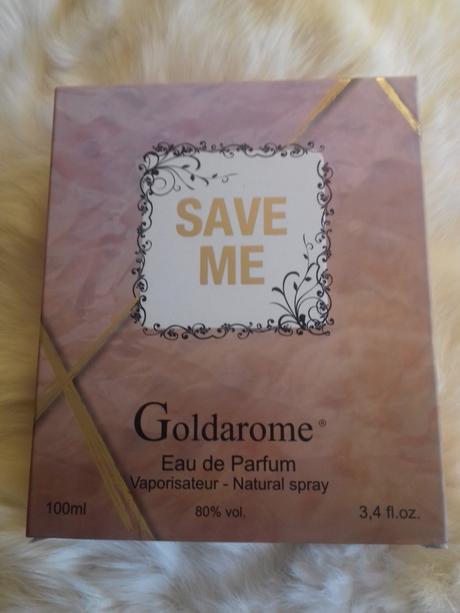 SAVE
ME
Goldarome®
Eau de Parfum
Vaporisateur - Natural spray
100ml 80% vol. 3,4 fl.oz.